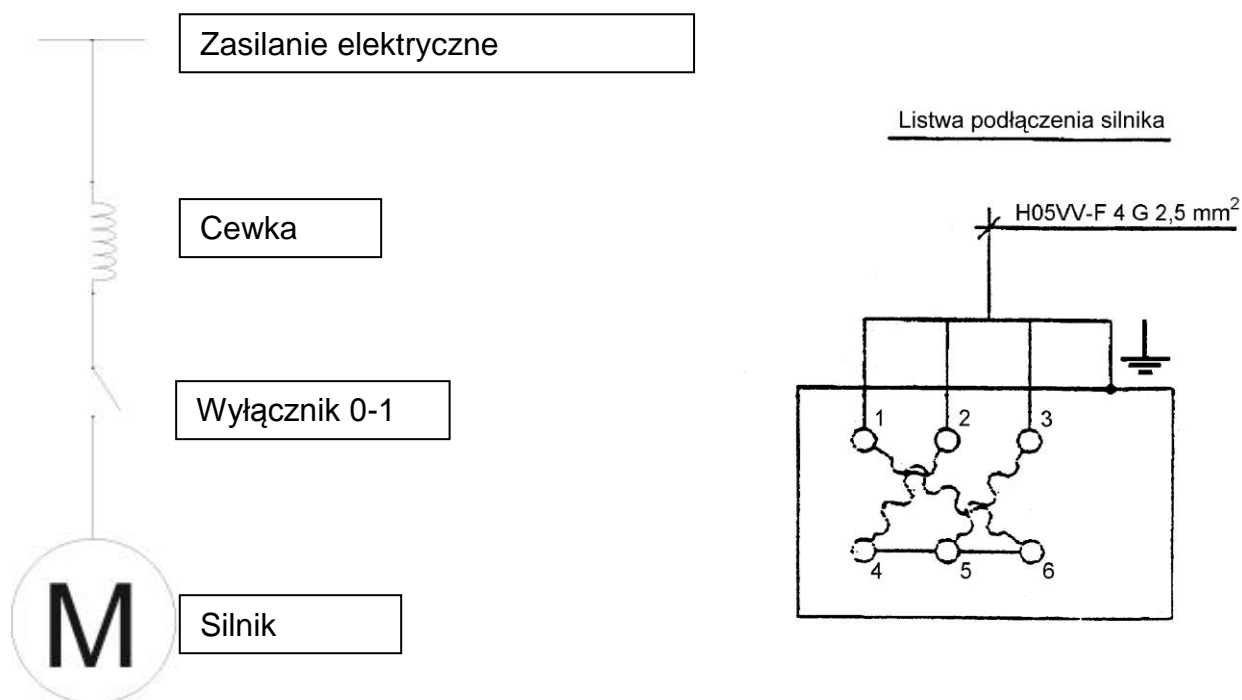 Zasilanie elektryczne
Cewka
Wyłącznik 0-1
M
Silnik
Listwa podłączenia silnika
H05VV-F 4 G 2,5 mm²
1 2 3
4 5 6